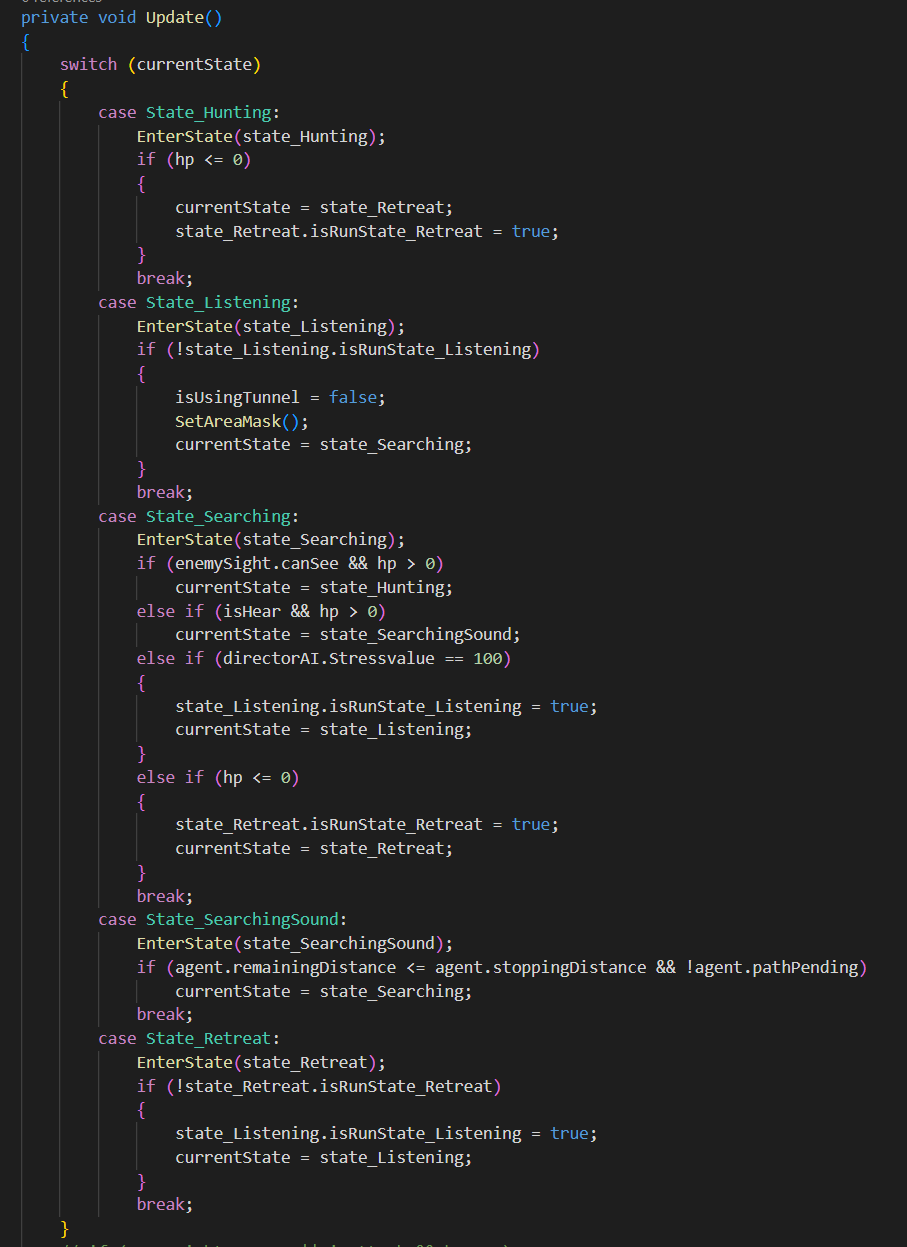 private void Update()
{
switch (currentState)
{
case State_Hunting:
EnterState(state_Hunting);
if (hp <= 0)
{
currentState = state_Retreat;
state_Retreat.isRunState_Retreat = true;
}
break;
case State_Listening:
EnterState(state_Listening);
if (!state_Listening.isRunState_Listening)
{
isUsingTunnel = false;
SetAreaMask();
currentState = state_Searching;
}
break;
case State_Searching:
EnterState(state_Searching);
if (enemySight.canSee && hp > 0)
currentState = state_Hunting;
else if (isHear && hp > 0)
currentState = state_SearchingSound;
else if (directorAI.Stressvalue == 100)
{
state_Listening.isRunState_Listening = true;
currentState = state_Listening;
}
else if (hp <= 0)
{
state_Retreat.isRunState_Retreat = true;
currentState = state_Retreat;
}
break;
case State_SearchingSound:
EnterState(state_SearchingSound);
if (agent.remainingDistance <= agent.stoppingDistance && !agent.pathPending)
currentState = state_Searching;
break;
case State_Retreat:
EnterState(state_Retreat);
if (!state_Retreat.isRunState_Retreat)
{
state_Listening.isRunState_Listening = true;
currentState = state_Listening;
}
break;
}